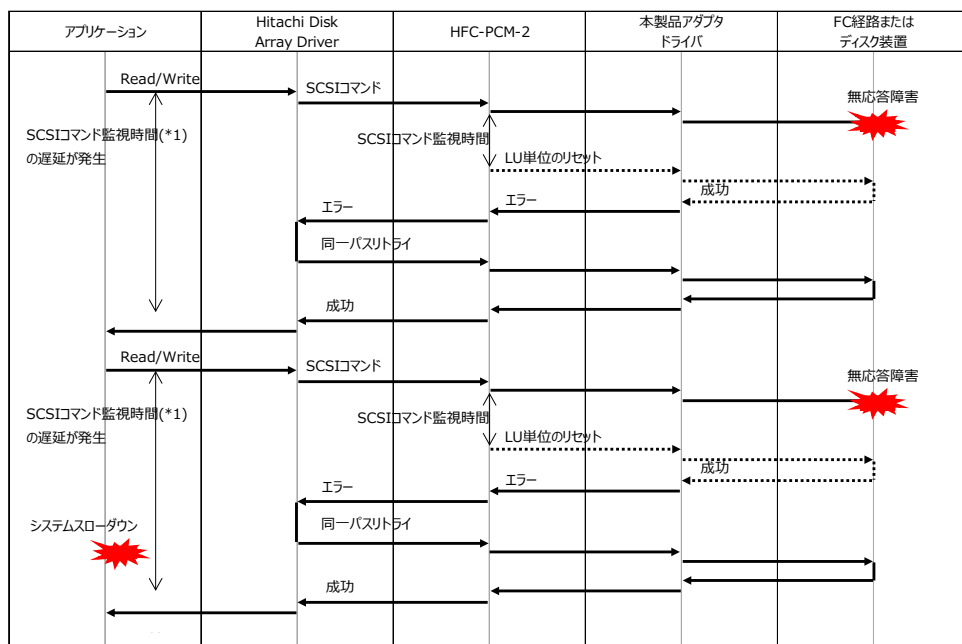 アプリケーション
Hitachi Disk
Array Driver
HFC-PCM-2
本製品アダプタ
ドライバ
FC経路または
ディスク装置
Read/Write
SCSIコマンド
無応答障害
SCSIコマンド監視時間(*1)
の遅延が発生
SCSIコマンド監視時間
LU単位のリセット
成功
エラー
エラー
同一パスリトライ
成功
Read/Write
SCSIコマンド
無応答障害
SCSIコマンド監視時間(*1)
の遅延が発生
SCSIコマンド監視時間
LU単位のリセット
成功
エラー
エラー
同一パスリトライ
システムスローダウン
成功